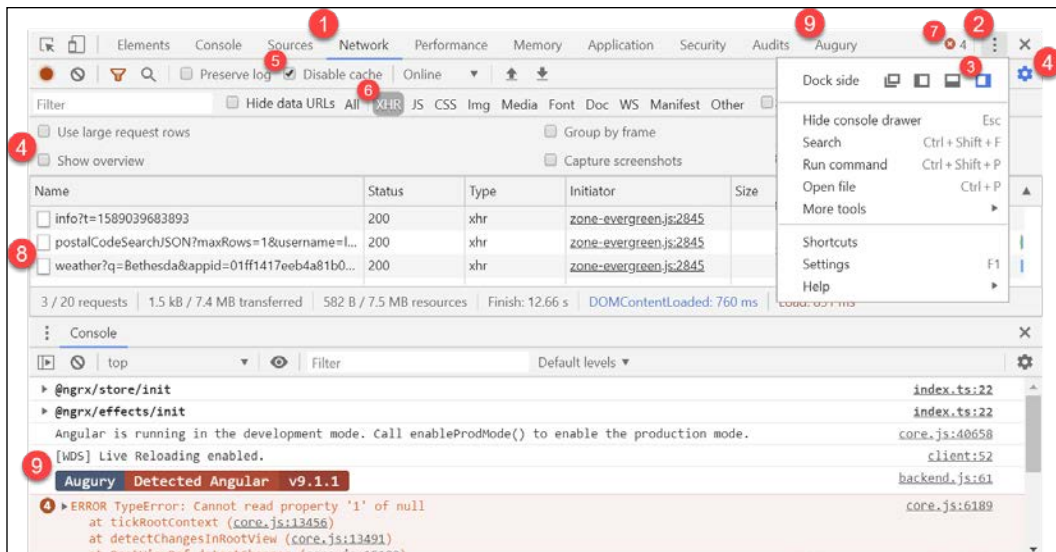 1 9 7 2
Elements Console Sources Network Performance Memory Application Security Audits Augury 4
5 3 4
Preserve log Disable cache Online Dock side
6
Filter Hide data URLs All XHR JS CSS Img Media Font Doc WS Manifest Other
Hide console drawer Esc
4 Use large request rows Group by frame
Search Ctrl + Shift + F
Show overview Capture screenshots
Run command Ctrl + Shift + P
Open file Ctrl + P
More tools
Name Status Type Initiator Size
info?t=1589039683893 200 xhr zone-evergreen.js:2845
8 postalCodeSearchJSON?maxRows=1&username=l... 200 xhr zone-evergreen.js:2845
Shortcuts
weather?q=Bethesda&appid=01ff1417eeb4a81b0... 200 xhr zone-evergreen.js:2845
Settings F1
Help
3 / 20 requests 1.5 kB / 7.4 MB transferred 582 B / 7.5 MB resources Finish: 12.66 s DOMContentLoaded: 760 ms
Console
top Filter Default levels
@ngrx/store/init index.ts:22
@ngrx/effects/init index.ts:22
Angular is running in the development mode. Call enableProdMode() to enable the production mode. core.js:40658
[WDS] Live Reloading enabled. client:52
9 Augury Detected Angular v9.1.1 backend.js:61
4 ERROR TypeError: Cannot read property '1' of null core.js:6189
at tickRootContext (core.js:13456)
at detectChangesInRootView (core.js:13491)